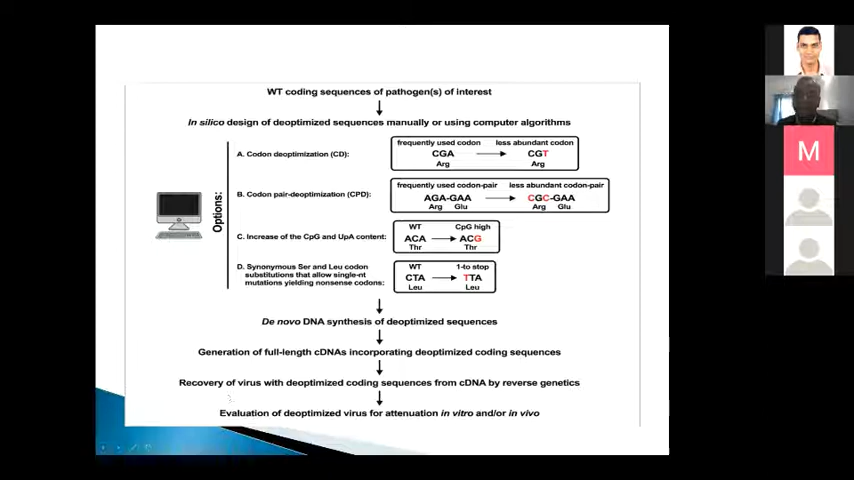 WT coding sequences of pathogen(s) of interest
In silico design of deoptimized sequences manually or using computer algorithms
Options:
A. Codon deoptimization (CD):
frequently used codon less abundant codon
CGA CGT
Arg Arg
B. Codon pair-deoptimization (CPD):
frequently used codon-pair less abundant codon-pair
AGA-GAA CGC-GAA
Arg Glu Arg Glu
C. Increase of the CpG and UpA content:
WT CpG high
ACA ACG
Thr Thr
D. Synonymous Ser and Leu codon
substitutions that allow single-nt
mutations yielding nonsense codons:
WT 1-to stop
CTA TTA
Leu Leu
De novo DNA synthesis of deoptimized sequences
Generation of full-length cDNAs incorporating deoptimized coding sequences
Recovery of virus with deoptimized coding sequences from cDNA by reverse genetics
Evaluation of deoptimized virus for attenuation in vitro and/or in vivo
M